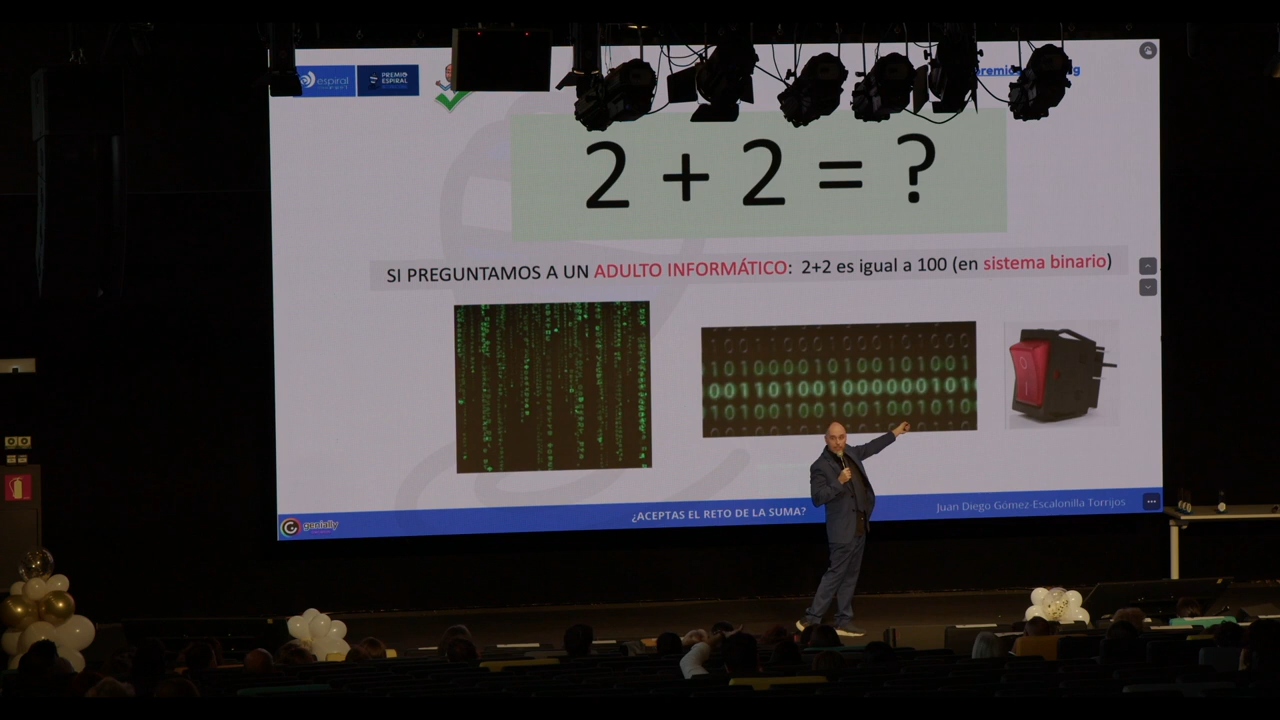 espiral
PREMIO
ESPIRAL
2 + 2 = ?
SI PREGUNTAMOS A UN ADULTO INFORMÁTICO: 2+2 es igual a 100 (en sistema binario)
¿ACEPTAS EL RETO DE LA SUMA?
Juan Diego Gómez-Escalonilla Torrijos
genially